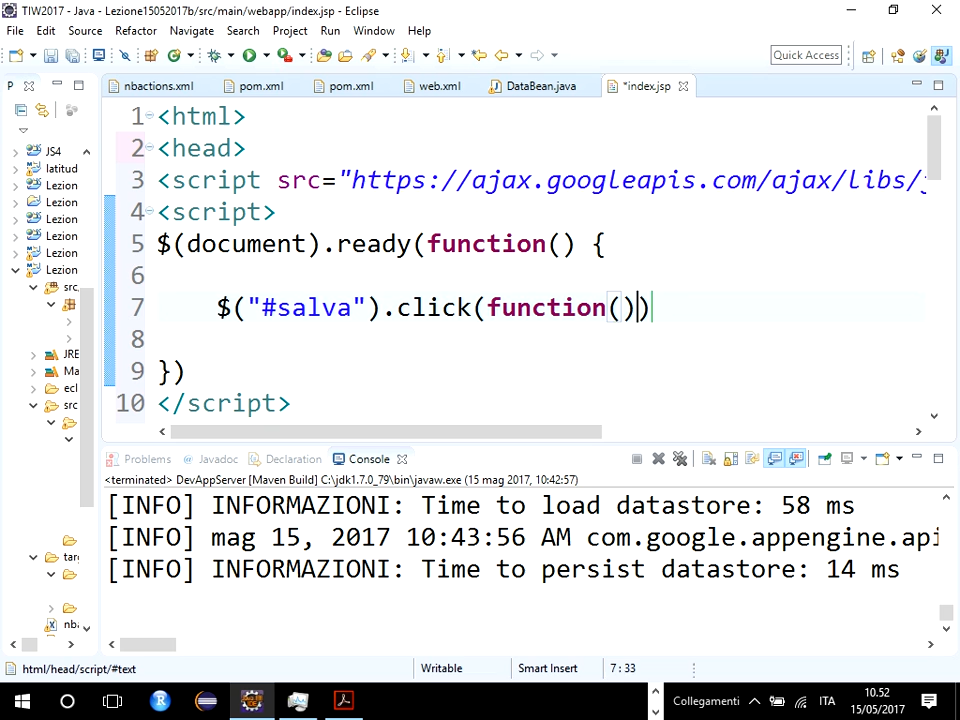 TIW2017 - Java - Lezione15052017b/src/main/webapp/index.jsp - Eclipse
File Edit Source Refactor Navigate Search Project Run Window Help
Quick Access
P
nbactions.xml pom.xml pom.xml web.xml DataBean.java *index.jsp
JS4
latitud
Lezion
Lezion
Lezion
Lezion
Lezion
Lezion
src
JRE
Ma
ecl
src
tar
nba
1 <html>
2 <head>
3 <script src="https://ajax.googleapis.com/ajax/libs/j
4 <script>
5 $(document).ready(function() {
6
7 $("#salva").click(function())
8
9 })
10 </script>
Problems Javadoc Declaration Console
<terminated> DevAppServer [Maven Build] C:\jdk1.7.0_79\bin\javaw.exe (15 mag 2017, 10:42:57)
[INFO] INFORMAZIONI: Time to load datastore: 58 ms
[INFO] mag 15, 2017 10:43:56 AM com.google.appengine.api
[INFO] INFORMAZIONI: Time to persist datastore: 14 ms
html/head/script/#text Writable Smart Insert 7 : 33
Collegamenti ITA 10.52
15/05/2017